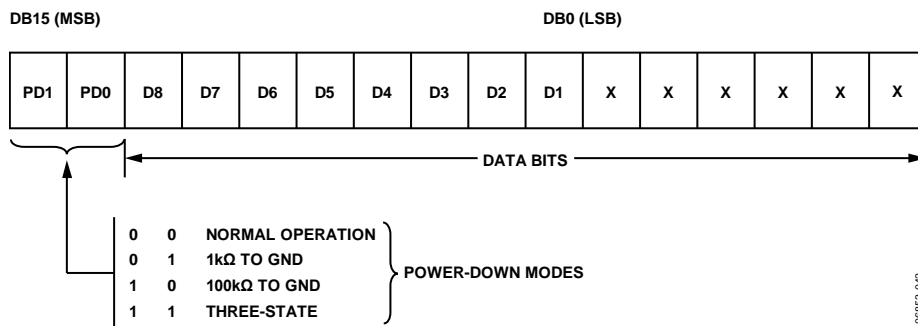 DB15 (MSB) DB0 (LSB)
PD1 PD0 D8 D7 D6 D5 D4 D3 D2 D1 X X X X X X
DATA BITS
0 0 NORMAL OPERATION
0 1 1kΩ TO GND
1 0 100kΩ TO GND
1 1 THREE-STATE
POWER-DOWN MODES